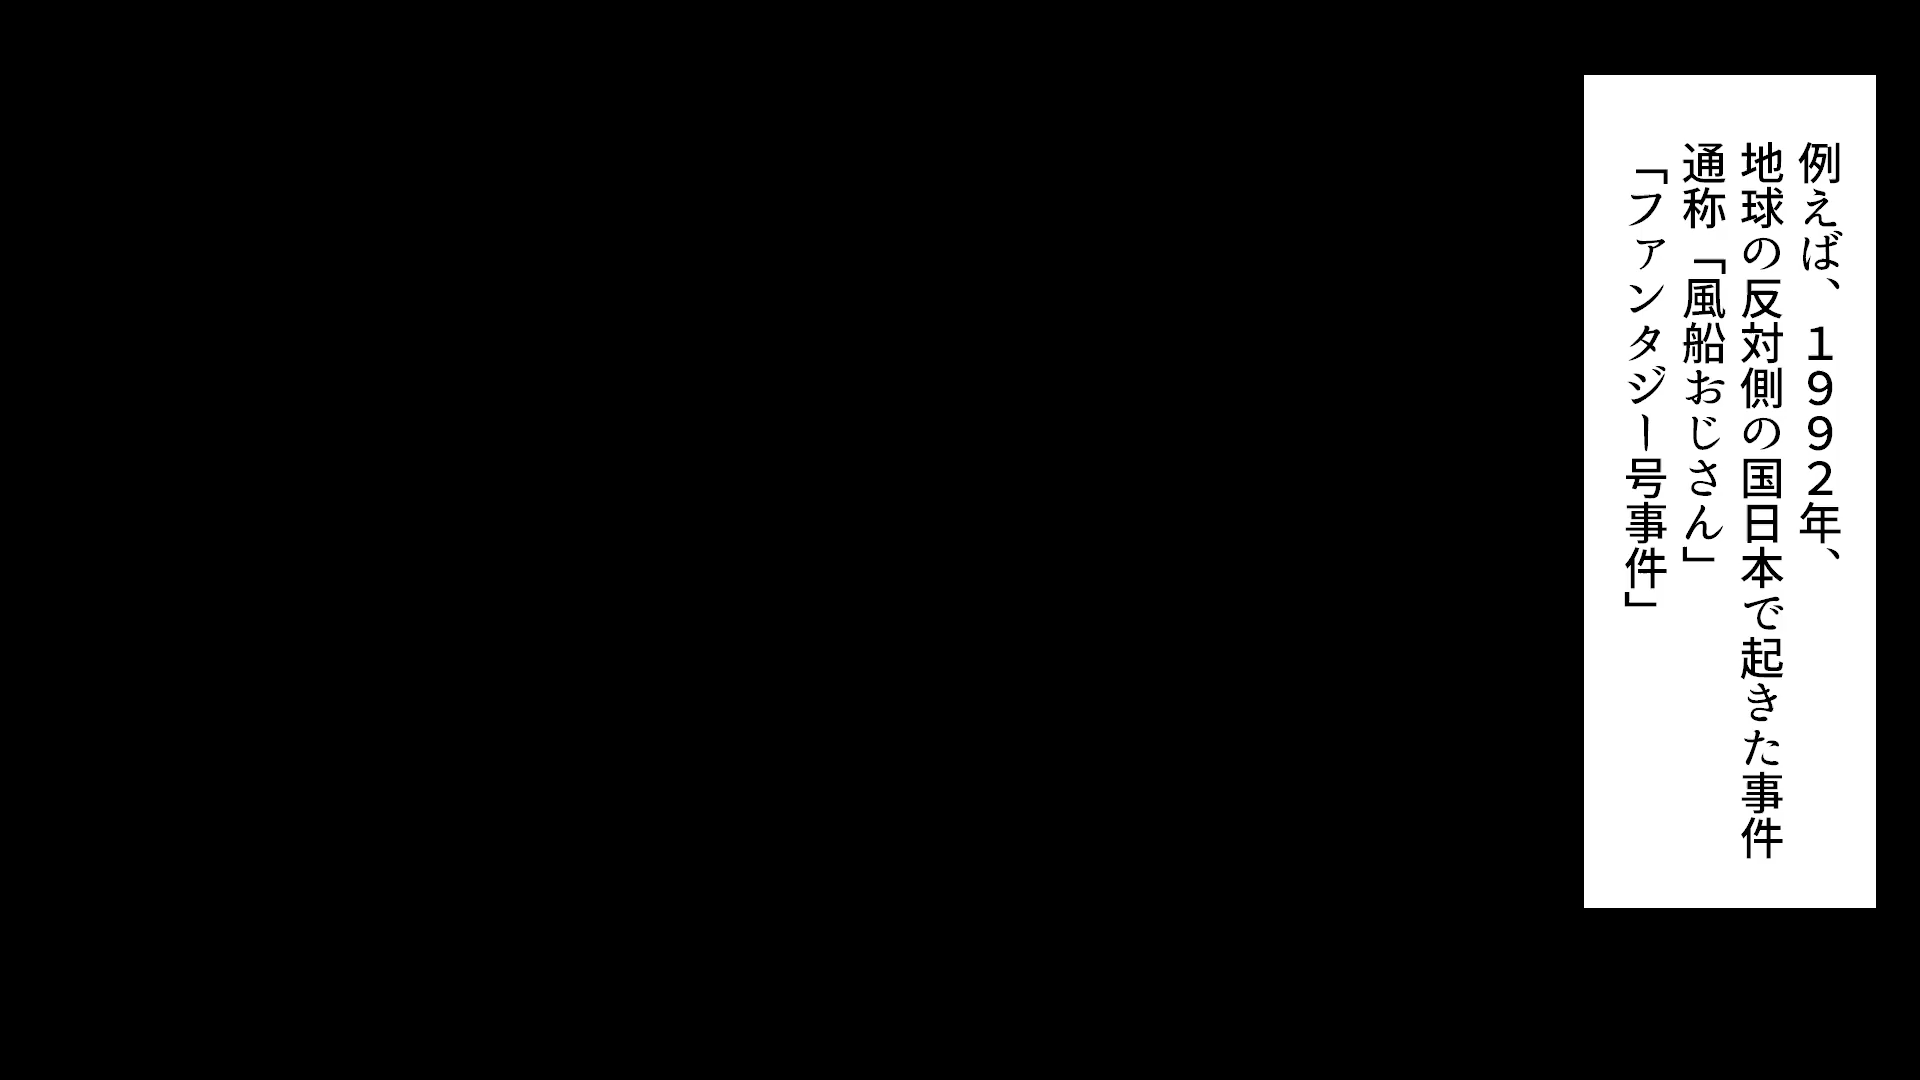 例えば、１９９２年、
地球の反対側の国日本で起きた事件
通称「風船おじさん」
「ファンタジー号事件」